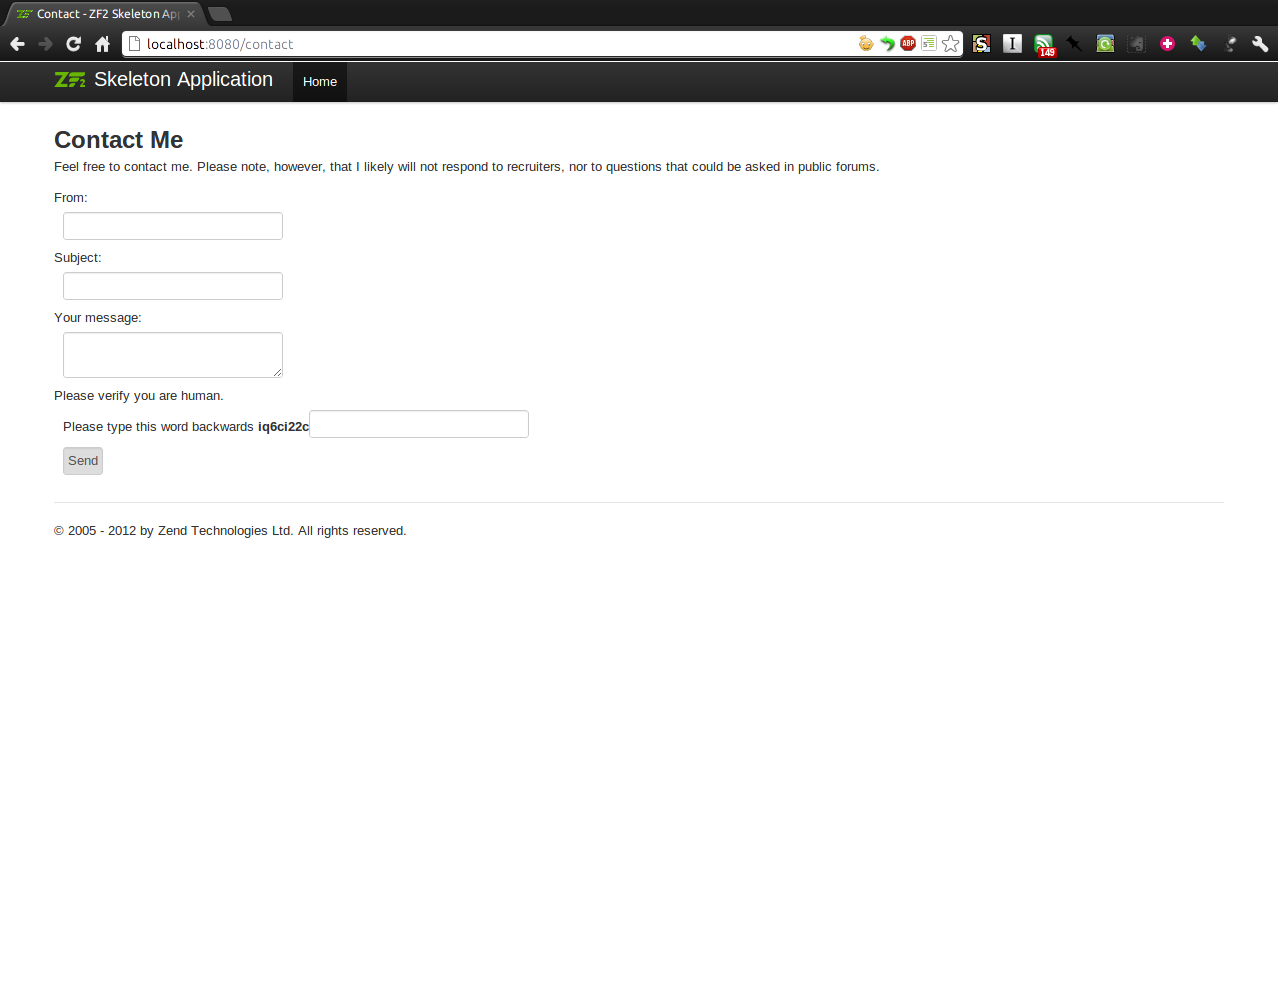 Contact - ZF2 Skeleton Ap
localhost:8080/contact
ABP
S
I
149
ZF2 Skeleton Application
Home
Contact Me
Feel free to contact me. Please note, however, that I likely will not respond to recruiters, nor to questions that could be asked in public forums.
From:
Subject:
Your message:
Please verify you are human.
Please type this word backwards iq6ci22c
Send
© 2005 - 2012 by Zend Technologies Ltd. All rights reserved.